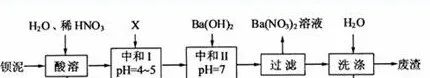 H₂O、稀HNO₃ X Ba(OH)₂ Ba(NO₃)₂溶液 H₂O
钡泥 酸溶 中和Ⅰ pH=4~5 中和Ⅱ pH=7 过滤 洗涤 废渣